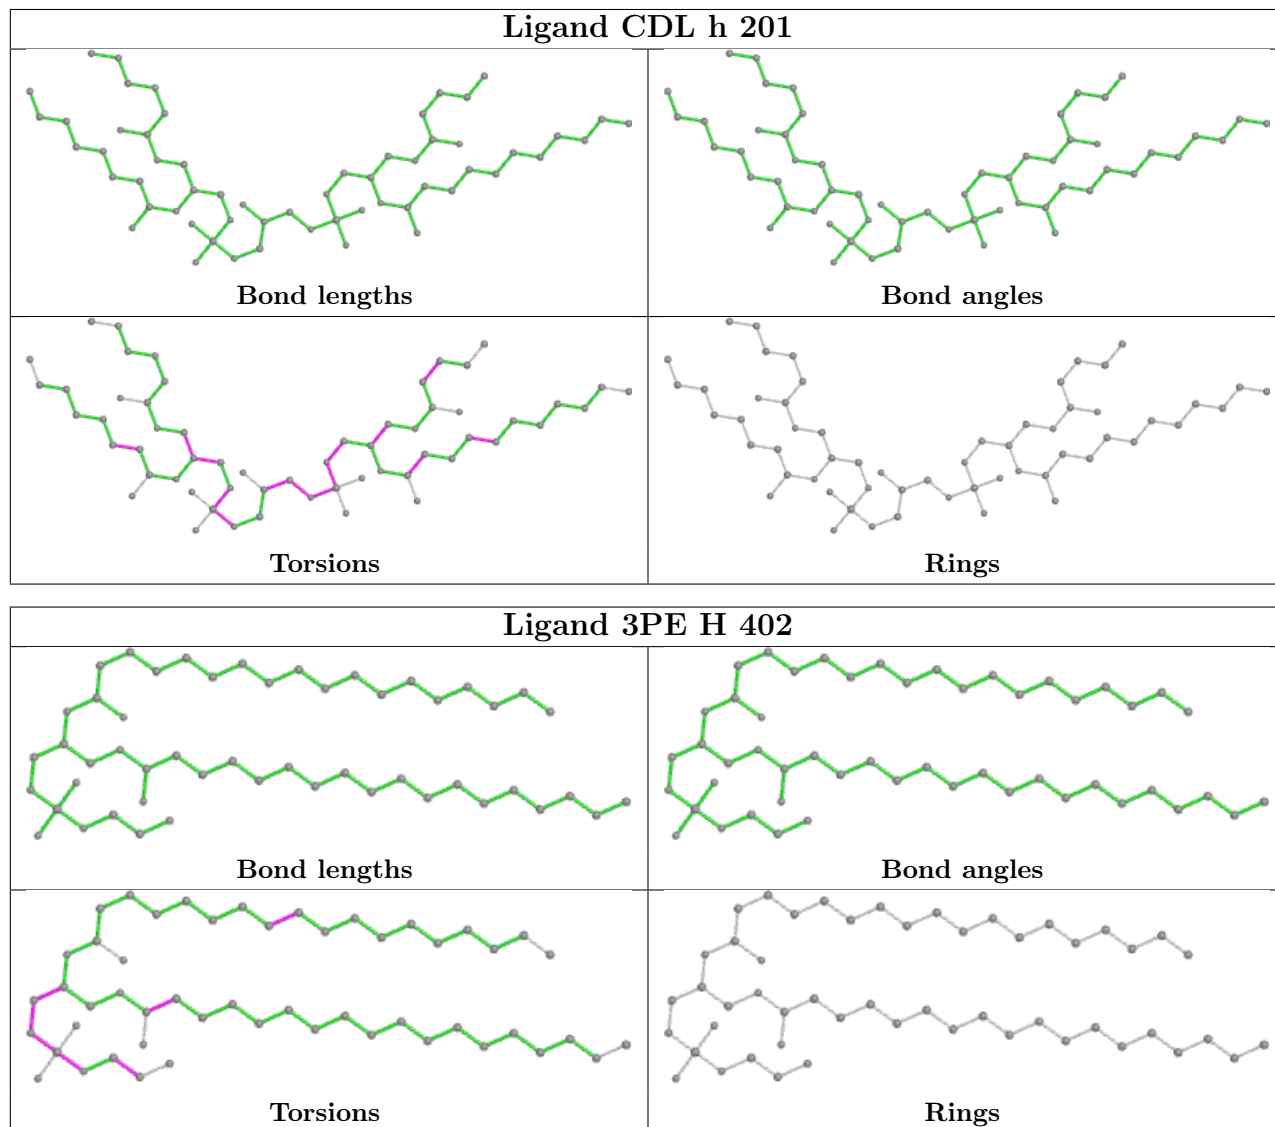 Ligand CDL h 201
Bond lengths
Bond angles
Torsions
Rings
Ligand 3PE H 402
Bond lengths
Bond angles
Torsions
Rings